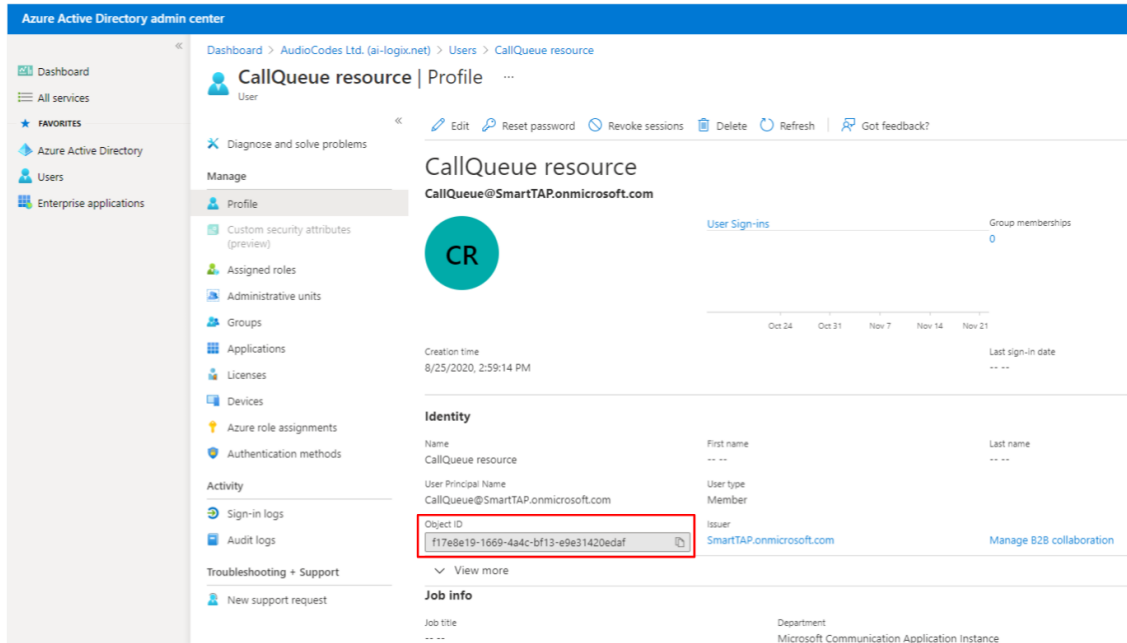 Azure Active Directory admin center
«
Dashboard
All services
FAVORITES
Azure Active Directory
Users
Enterprise applications
Dashboard > AudioCodes Ltd. (ai-logix.net) > Users > CallQueue resource
CallQueue resource | Profile ...
User
«
Diagnose and solve problems
Manage
Profile
Custom security attributes
(preview)
Assigned roles
Administrative units
Groups
Applications
Licenses
Devices
Azure role assignments
Authentication methods
Activity
Sign-in logs
Audit logs
Troubleshooting + Support
New support request
Edit Reset password Revoke sessions Delete Refresh Got feedback?
CallQueue resource
CallQueue@SmartTAP.onmicrosoft.com
CR
User Sign-ins
Group memberships
0
Oct 24 Oct 31 Nov 7 Nov 14 Nov 21
Creation time
8/25/2020, 2:59:14 PM
Last sign-in date
-- --
Identity
Name
CallQueue resource
First name
-- --
Last name
-- --
User Principal Name
CallQueue@SmartTAP.onmicrosoft.com
User type
Member
Object ID
f17e8e19-1669-4a4c-bf13-e9e31420edaf
Issuer
SmartTAP.onmicrosoft.com
Manage B2B collaboration
View more
Job info
Job title
-- --
Department
Microsoft Communication Application Instance